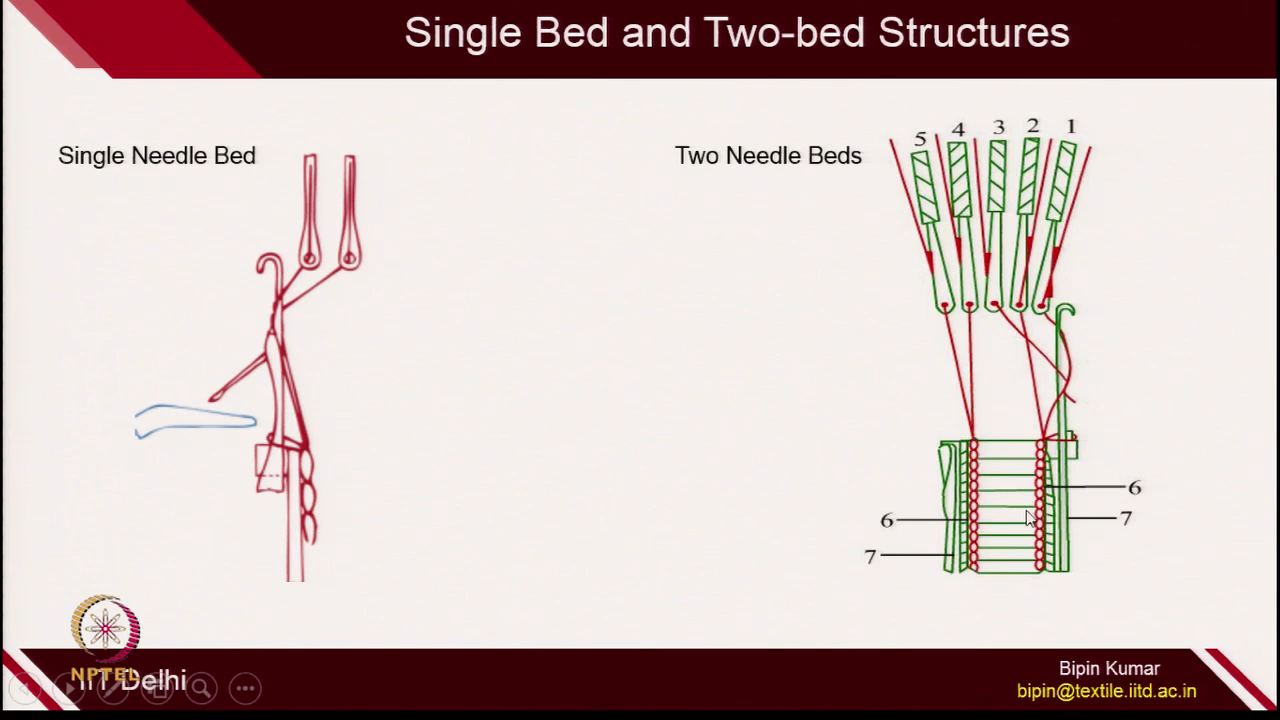 Single Bed and Two-bed Structures
Single Needle Bed
Two Needle Beds
5 4 3 2 1
6
7
6
7
NPTEL
IIT Delhi
Bipin Kumar
bipin@textile.iitd.ac.in